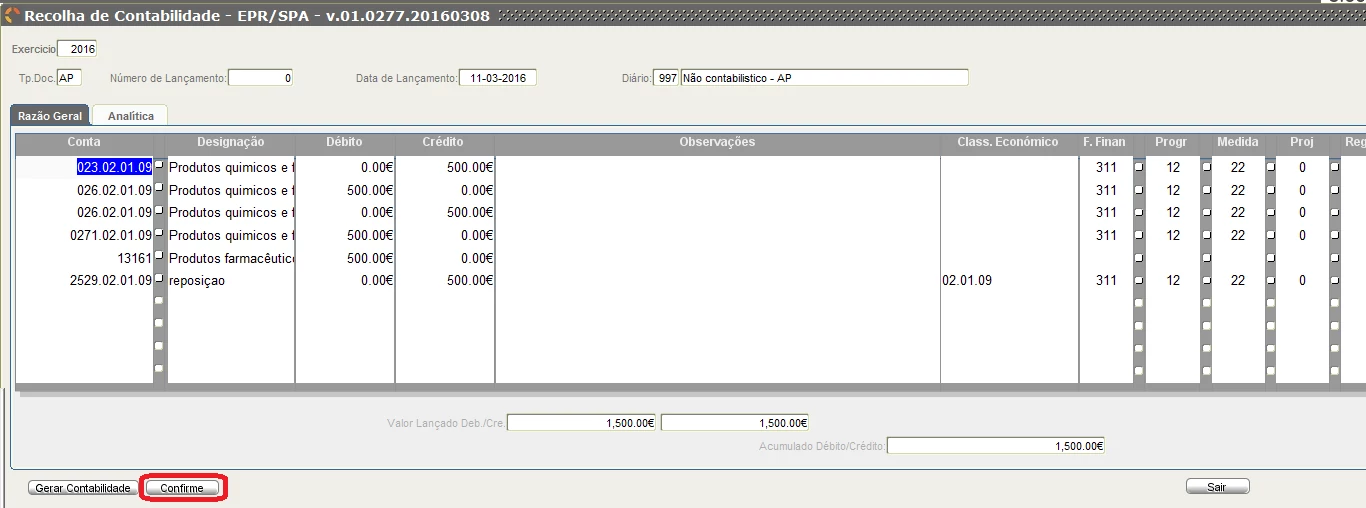 Recolha de Contabilidade - EPR/SPA - v.01.0277.20160308
Exercicio 2016
Tp.Doc. AP Número de Lançamento: 0 Data de Lançamento: 11-03-2016 Diário: 997 Não contabilistico - AP
Razão Geral Analítica
Conta Designação Débito Crédito Observações Class. Económico F. Finan Progr Medida Proj Reg
023.02.01.09 Produtos quimicos e f 0.00€ 500.00€ 311 12 22 0
026.02.01.09 Produtos quimicos e f 500.00€ 0.00€ 311 12 22 0
026.02.01.09 Produtos quimicos e f 0.00€ 500.00€ 311 12 22 0
0271.02.01.09 Produtos quimicos e f 500.00€ 0.00€ 311 12 22 0
13161 Produtos farmacêutico 500.00€ 0.00€
2529.02.01.09 reposiçao 0.00€ 500.00€ 02.01.09 311 12 22 0
Valor Lançado Deb./Cre. 1,500.00€ 1,500.00€
Acumulado Débito/Crédito: 1,500.00€
Gerar Contabilidade Confirme Sair